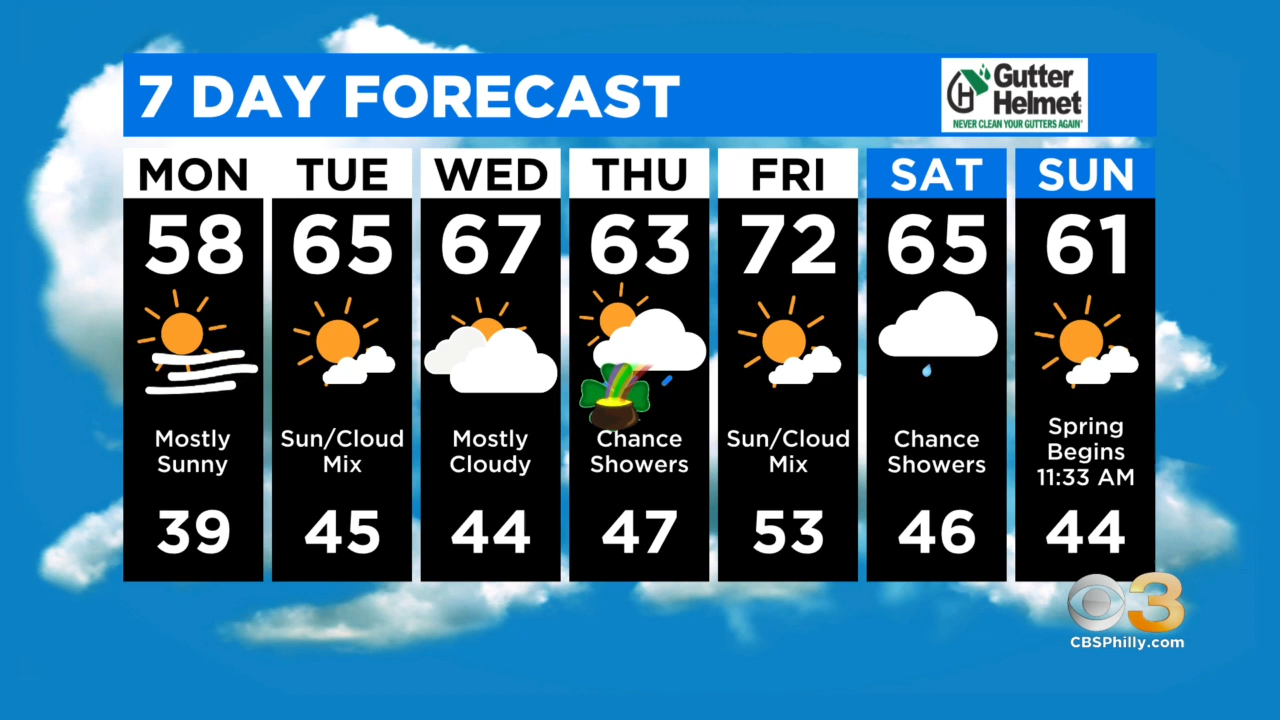 7 DAY FORECAST
Gutter
Helmet
NEVER CLEAN YOUR GUTTERS AGAIN®
MON
58
Mostly
Sunny
39
TUE
65
Sun/Cloud
Mix
45
WED
67
Mostly
Cloudy
44
THU
63
Chance
Showers
47
FRI
72
Sun/Cloud
Mix
53
SAT
65
Chance
Showers
46
SUN
61
Spring
Begins
11:33 AM
44
3
CBSPhilly.com